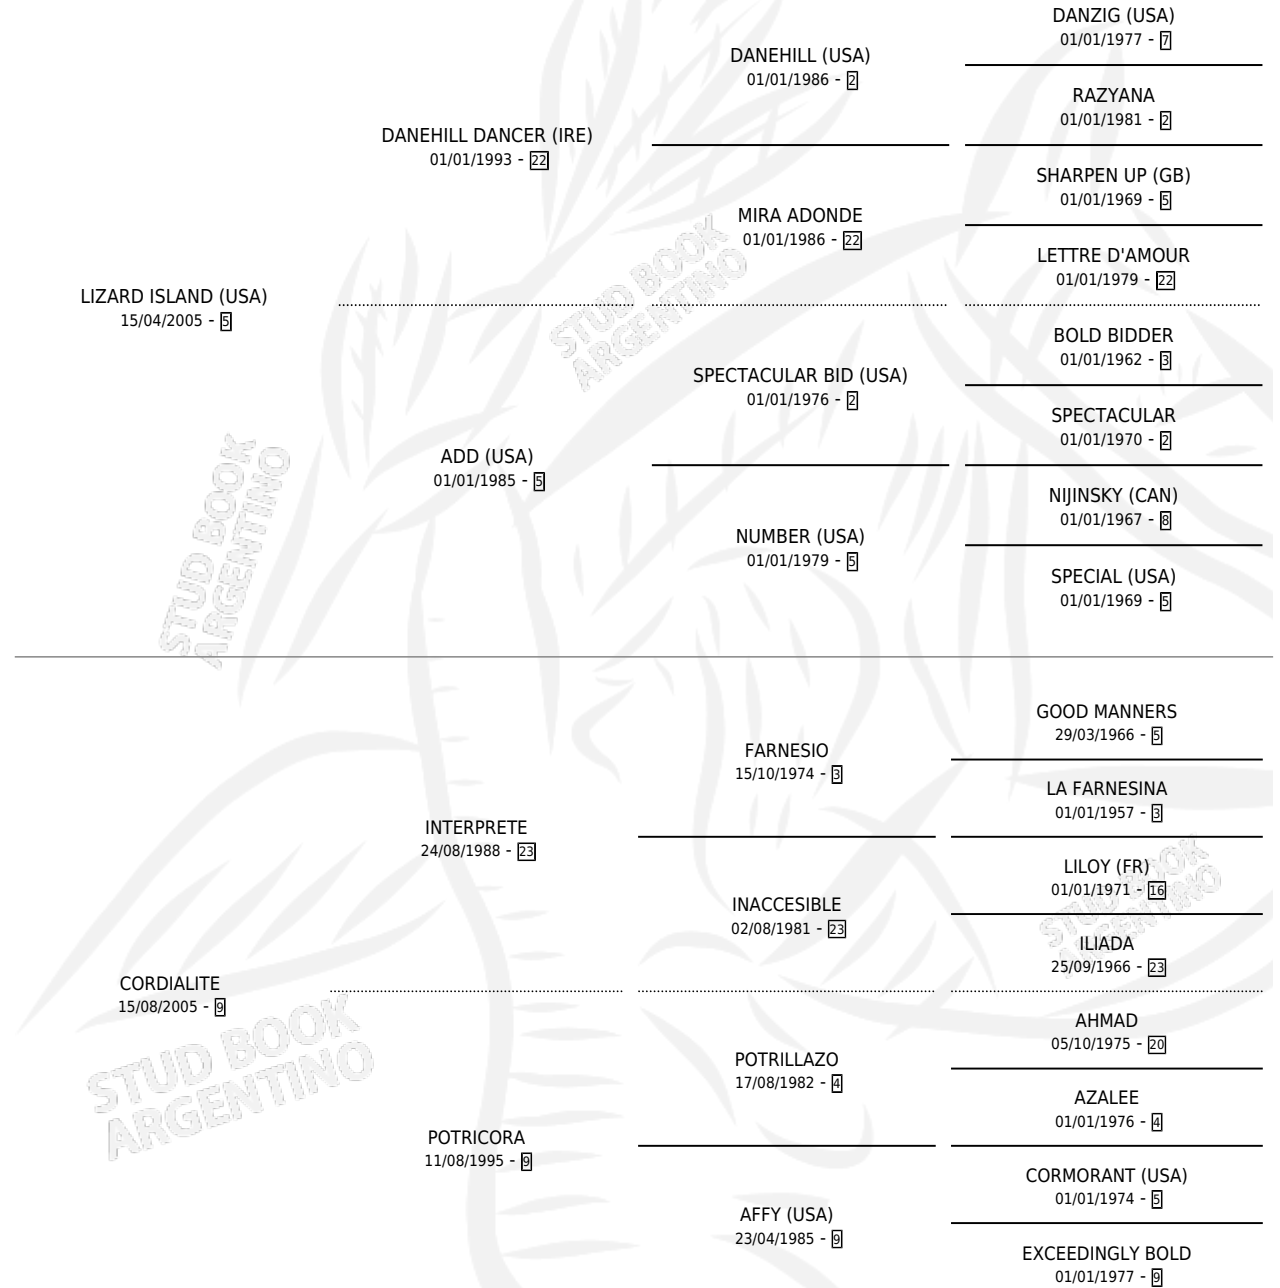 DANZIG (USA)
01/01/1977 - 7
DANEHILL (USA)
01/01/1986 - 2
RAZYANA
01/01/1981 - 2
DANEHILL DANCER (IRE)
01/01/1993 - 22
SHARPEN UP (GB)
01/01/1969 - 5
MIRA ADONDE
01/01/1986 - 22
LETTRE D'AMOUR
01/01/1979 - 22
LIZARD ISLAND (USA)
15/04/2005 - 5
STUD BOOK
ARGENTINO
BOLD BIDDER
01/01/1962 - 3
SPECTACULAR BID (USA)
01/01/1976 - 2
SPECTACULAR
01/01/1970 - 2
ADD (USA)
01/01/1985 - 5
NIJINSKY (CAN)
01/01/1967 - 8
NUMBER (USA)
01/01/1979 - 5
SPECIAL (USA)
01/01/1969 - 5
STUD BOOK
ARGENTINO
GOOD MANNERS
29/03/1966 - 5
FARNESIO
15/10/1974 - 3
LA FARNESINA
01/01/1957 - 3
INTERPRETE
24/08/1988 - 23
LILOY (FR)
01/01/1971 - 16
INACCESIBLE
02/08/1981 - 23
STUD BOOK
ARGENTINO
ILIADA
25/09/1966 - 23
CORDIALITE
15/08/2005 - 9
AHMAD
05/10/1975 - 20
POTRILLAZO
17/08/1982 - 4
STUD BOOK
ARGENTINO
AZALEE
01/01/1976 - 4
POTRICORA
11/08/1995 - 9
CORMORANT (USA)
01/01/1974 - 5
AFFY (USA)
23/04/1985 - 9
EXCEEDINGLY BOLD
01/01/1977 - 9